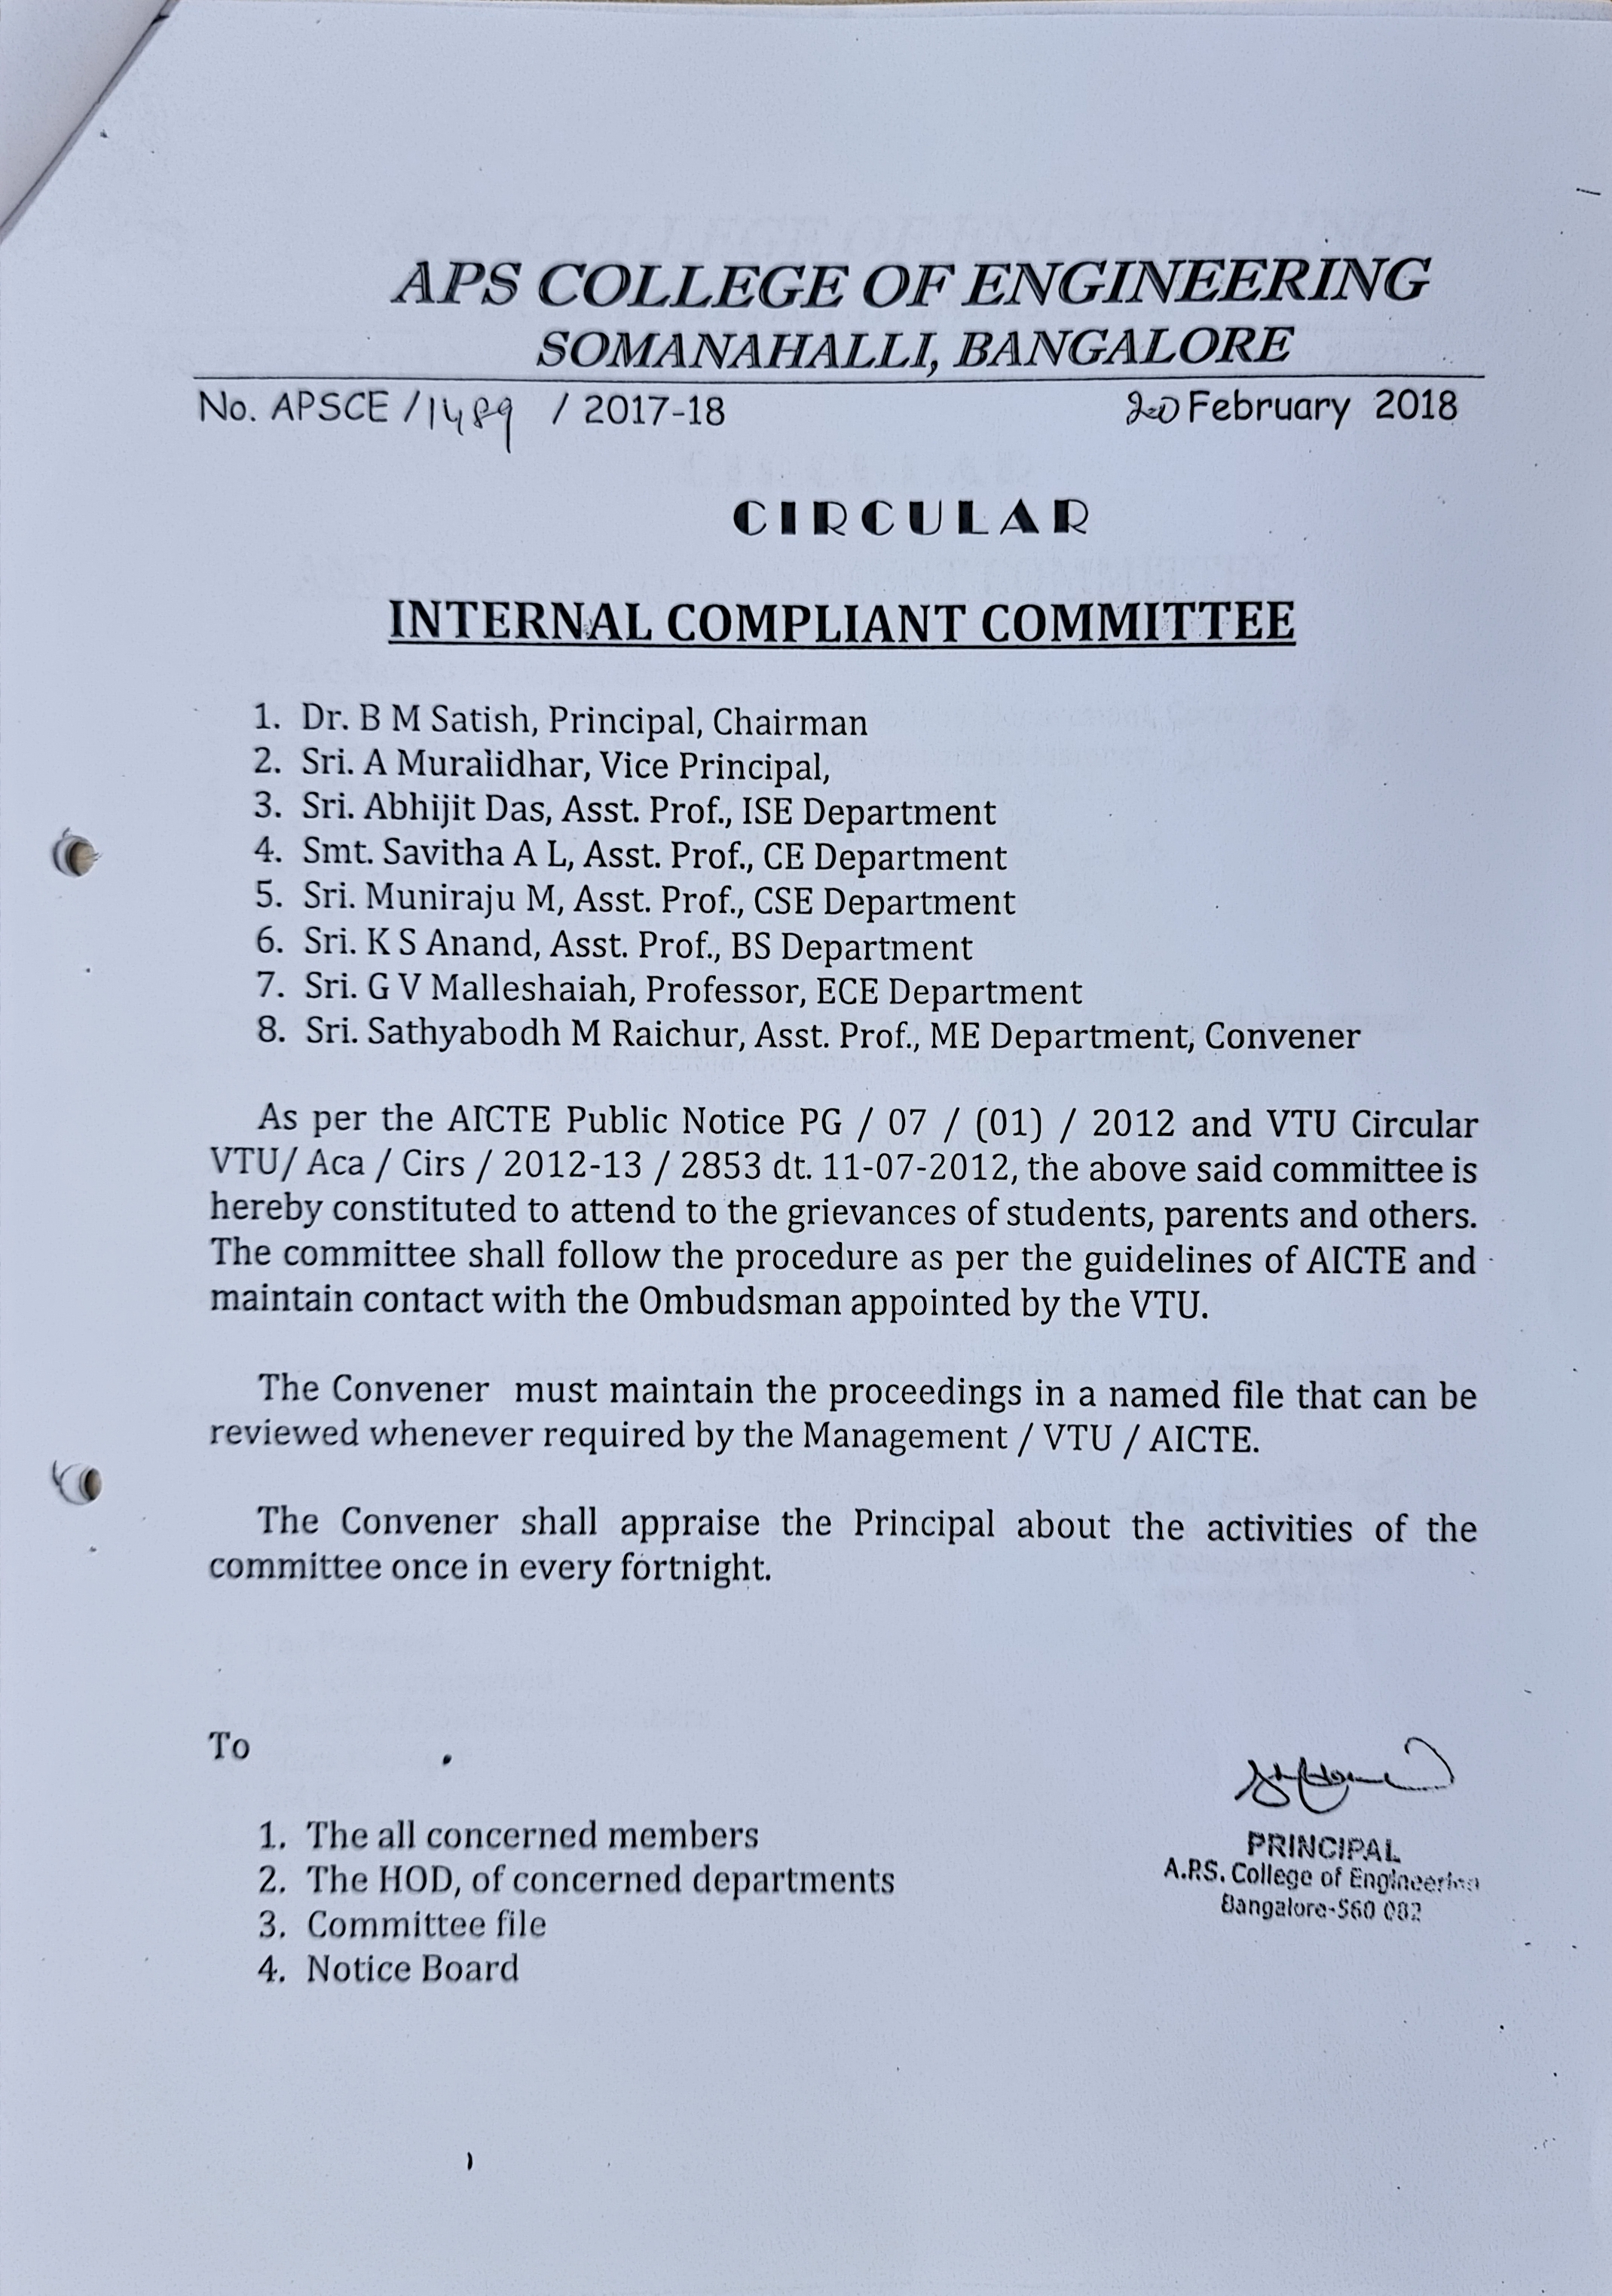 APS COLLEGE OF ENGINEERING
SOMANAHALLI, BANGALORE
No. APSCE /1489 / 2017-18 20 February 2018
CIRCULAR
INTERNAL COMPLIANT COMMITTEE
1. Dr. B M Satish, Principal, Chairman
2. Sri. A Muralidhar, Vice Principal,
3. Sri. Abhijit Das, Asst. Prof., ISE Department
4. Smt. Savitha A L, Asst. Prof., CE Department
5. Sri. Muniraju M, Asst. Prof., CSE Department
6. Sri. K S Anand, Asst. Prof., BS Department
7. Sri. G V Malleshaiah, Professor, ECE Department
8. Sri. Sathyabodh M Raichur, Asst. Prof., ME Department, Convener
As per the AICTE Public Notice PG / 07 / (01) / 2012 and VTU Circular
VTU/ Aca / Cirs / 2012-13 / 2853 dt. 11-07-2012, the above said committee is
hereby constituted to attend to the grievances of students, parents and others.
The committee shall follow the procedure as per the guidelines of AICTE and
maintain contact with the Ombudsman appointed by the VTU.
The Convener must maintain the proceedings in a named file that can be
reviewed whenever required by the Management / VTU / AICTE.
The Convener shall appraise the Principal about the activities of the
committee once in every fortnight.
To
1. The all concerned members
2. The HOD, of concerned departments
3. Committee file
4. Notice Board
PRINCIPAL
A.P.S. College of Engineering
Bangalore-560 082